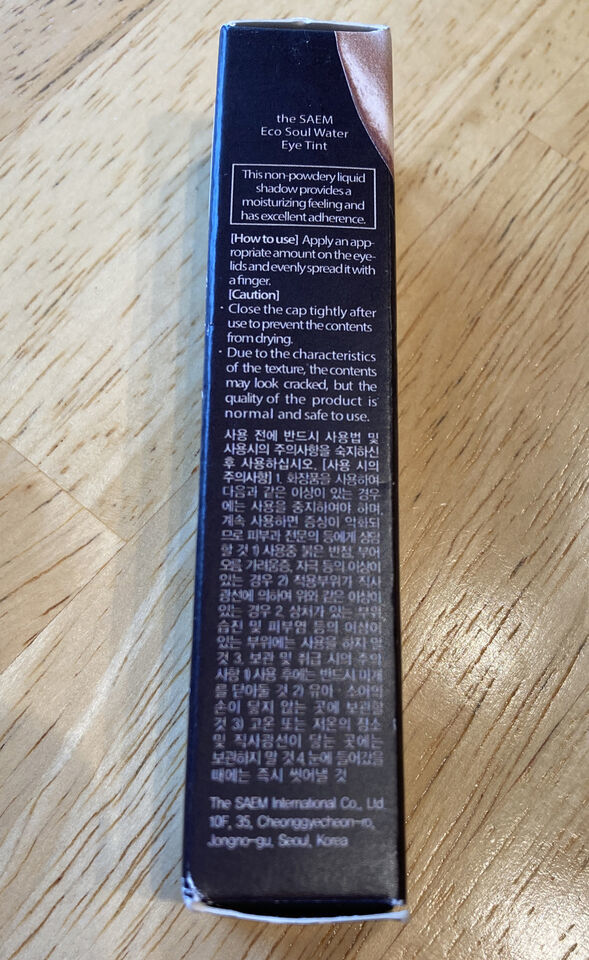 the SAEM
Eco Soul Water
Eye Tint
This non-powdery liquid
shadow provides a
moisturizing feeling and
has excellent adherence.
[How to use] Apply an app-
ropriate amount on the eye-
lids and evenly spread it with
a finger.
[Caution]
· Close the cap tightly after
use to prevent the contents
from drying.
· Due to the characteristics
of the texture, the contents
may look cracked, but the
quality of the product is
normal and safe to use.
사용 전에 반드시 사용법 및
사용시의 주의사항을 숙지하신
후 사용하십시오. [사용 시의
주의사항] 1. 화장품을 사용하여
다음과 같은 이상이 있는 경우
에는 사용을 중지하여야 하며,
계속 사용하면 증상이 악화되
므로 피부과 전문의 등에게 상담
할 것 1) 사용중 붉은 반점, 부어
오름, 가려움증, 자극 등의 이상이
있는 경우 2) 적용부위가 직사
광선에 의하여 위와 같은 이상이
있는 경우 2. 상처가 있는 부위,
습진 및 피부염 등의 이상이
있는 부위에는 사용을 하지 말
것 3. 보관 및 취급 시의 주의
사항 1) 사용 후에는 반드시 마개
를 닫아둘 것 2) 유아·소아의
손이 닿지 않는 곳에 보관할
것 3) 고온 또는 저온의 장소
및 직사광선이 닿는 곳에는
보관하지 말 것 4. 눈에 들어갔을
때에는 즉시 씻어낼 것
The SAEM International Co., Ltd
10F, 35, Cheonggyecheon-ro,
Jongno-gu, Seoul, Korea